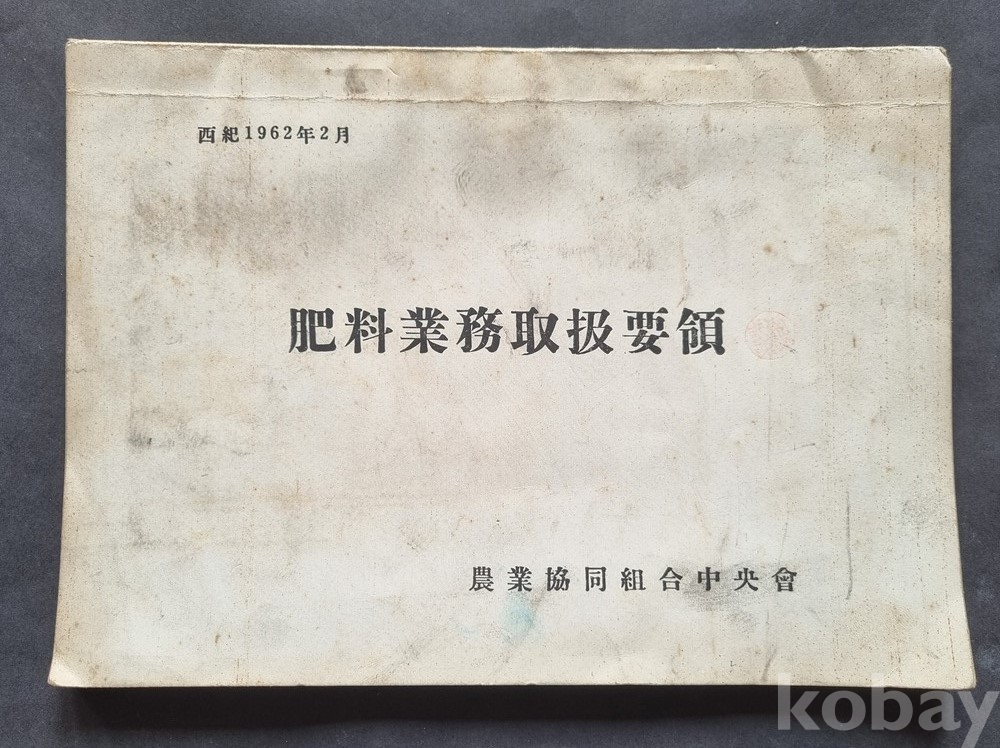 西紀1962年2月
肥料業務取扱要領
農業協同組合中央會
kobay